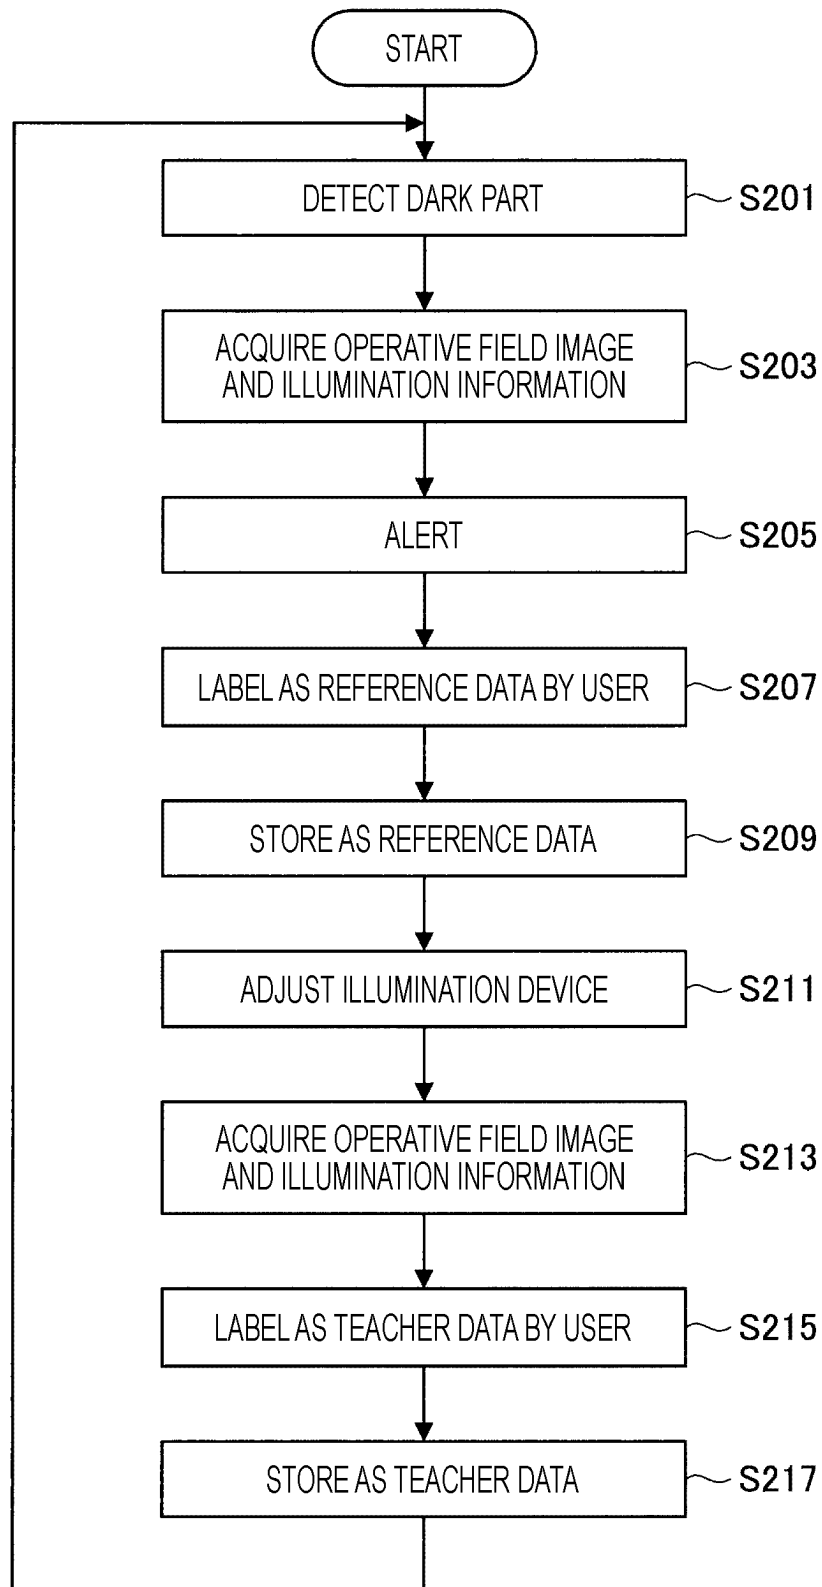 START
DETECT DARK PART
S201
ACQUIRE OPERATIVE FIELD IMAGE
AND ILLUMINATION INFORMATION
S203
ALERT
S205
LABEL AS REFERENCE DATA BY USER
S207
STORE AS REFERENCE DATA
S209
ADJUST ILLUMINATION DEVICE
S211
ACQUIRE OPERATIVE FIELD IMAGE
AND ILLUMINATION INFORMATION
S213
LABEL AS TEACHER DATA BY USER
S215
STORE AS TEACHER DATA
S217